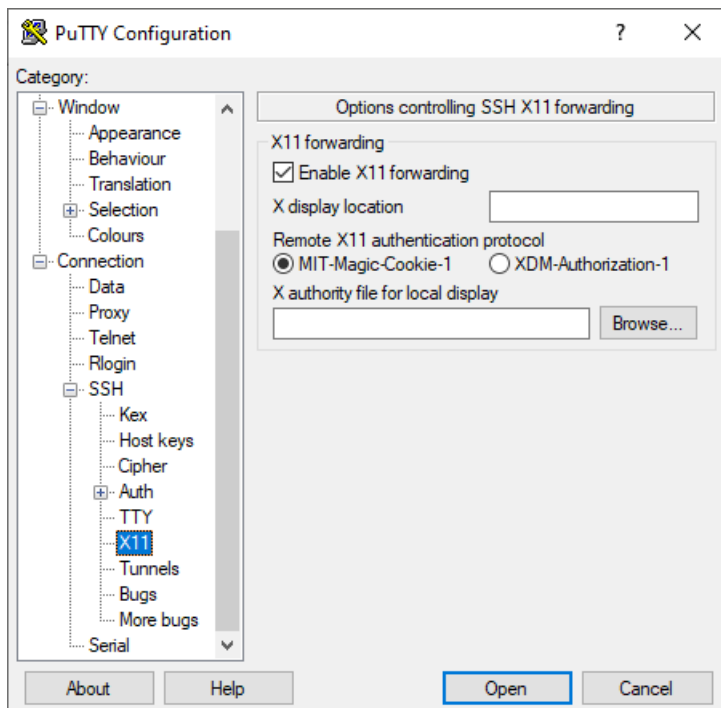 PuTTY Configuration
?
Category:
Window
Appearance
Behaviour
Translation
Selection
Colours
Connection
Data
Proxy
Telnet
Rlogin
SSH
Kex
Host keys
Cipher
Auth
TTY
X11
Tunnels
Bugs
More bugs
Serial
Options controlling SSH X11 forwarding
X11 forwarding
Enable X11 forwarding
X display location
Remote X11 authentication protocol
MIT-Magic-Cookie-1 XDM-Authorization-1
X authority file for local display
Browse...
About Help Open Cancel